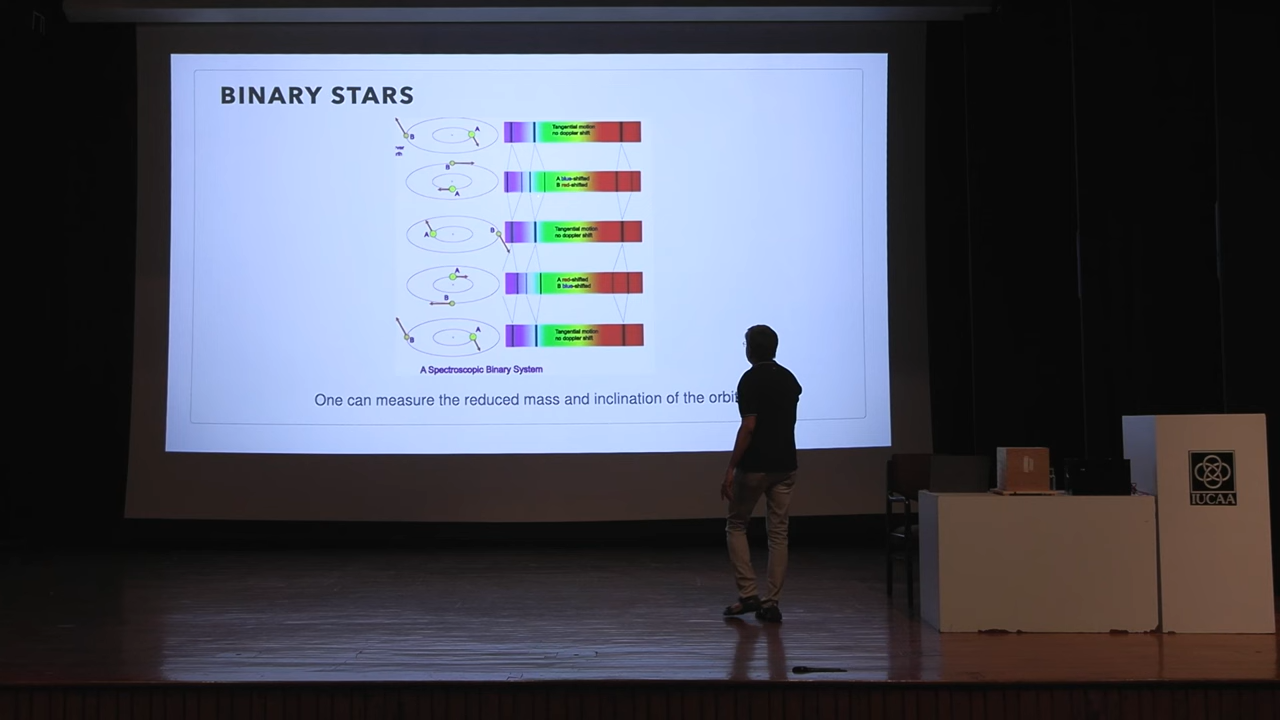 BINARY STARS
B
A
Tangential motion
no doppler shift
B
A
A blue-shifted
B red-shifted
A
B
Tangential motion
no doppler shift
A
B
A red-shifted
B blue-shifted
B
A
Tangential motion
no doppler shift
A Spectroscopic Binary System
One can measure the reduced mass and inclination of the orbit
IUCAA